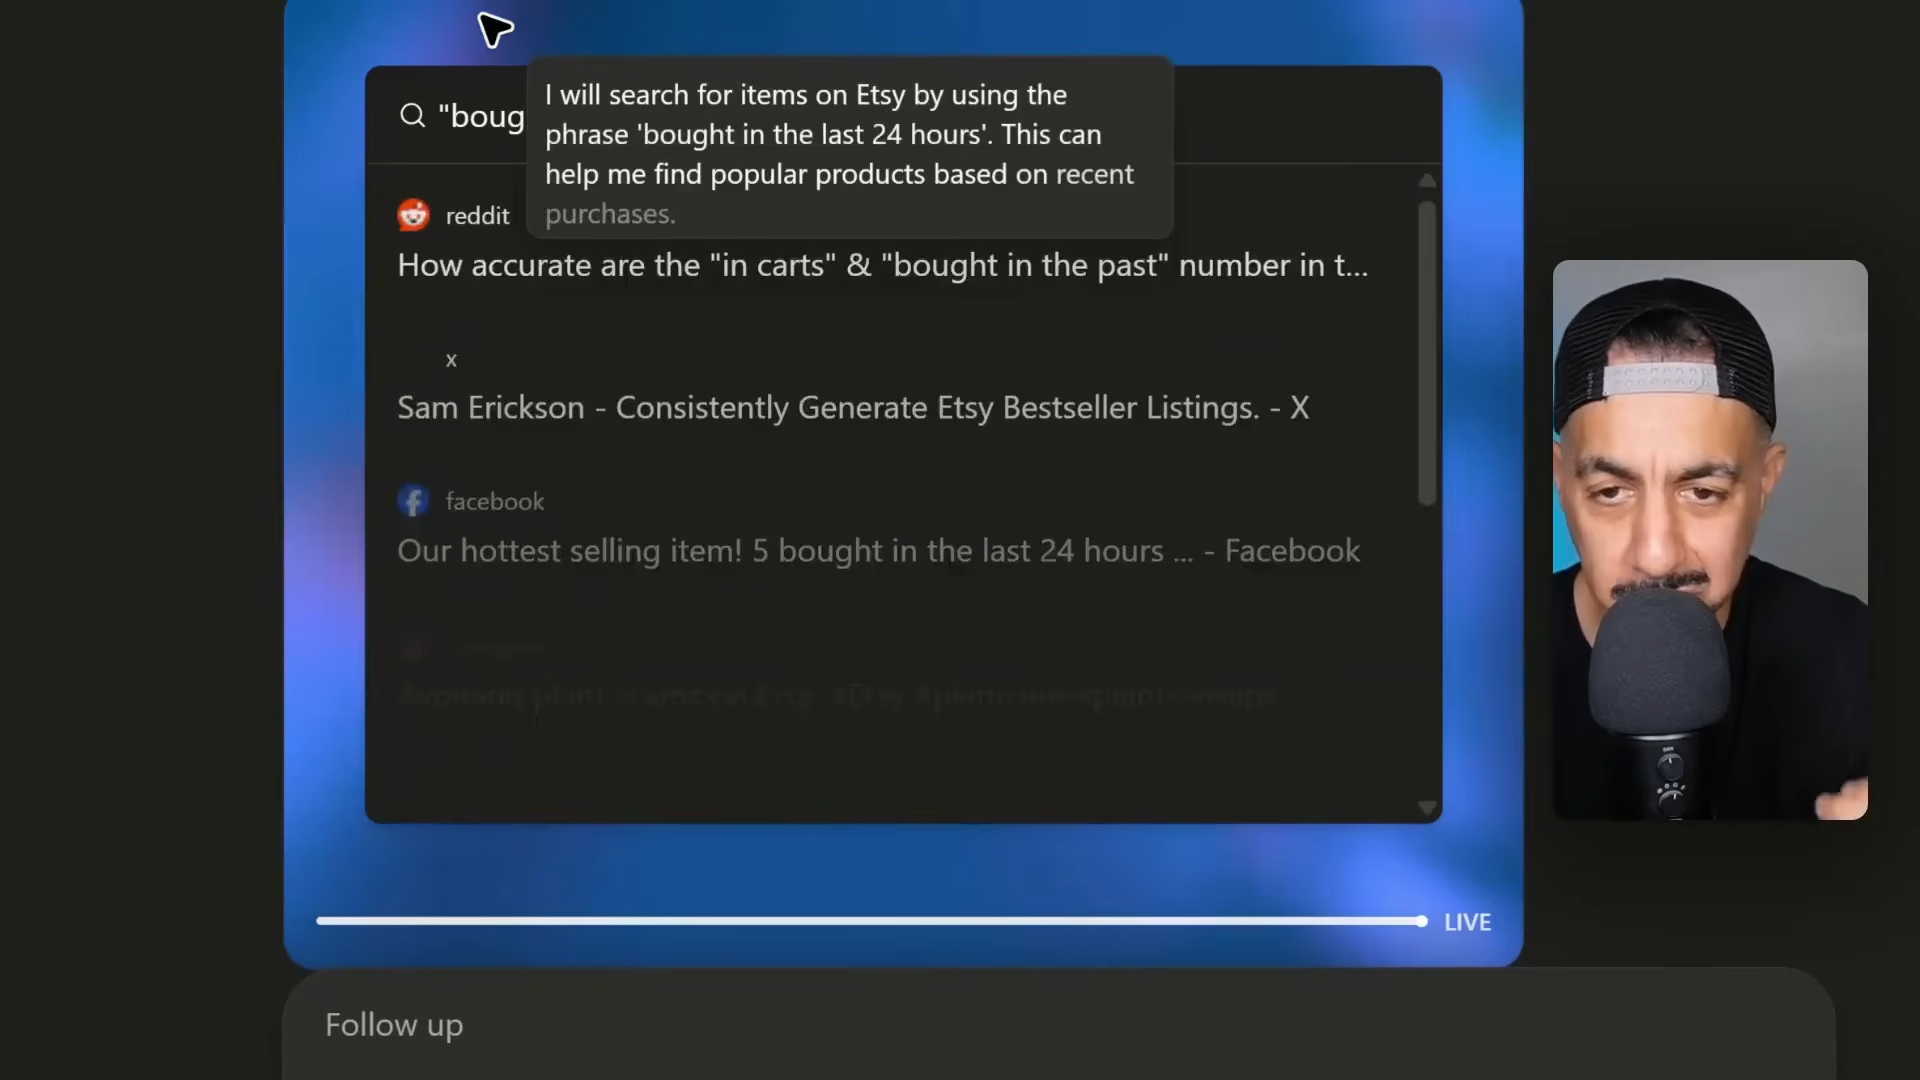 I will search for items on Etsy by using the
phrase 'bought in the last 24 hours'. This can
help me find popular products based on recent
purchases.
"boug
reddit
How accurate are the "in carts" & "bought in the past" number in t...
x
Sam Erickson - Consistently Generate Etsy Bestseller Listings. - X
facebook
Our hottest selling item! 5 bought in the last 24 hours ... - Facebook
LIVE
Follow up